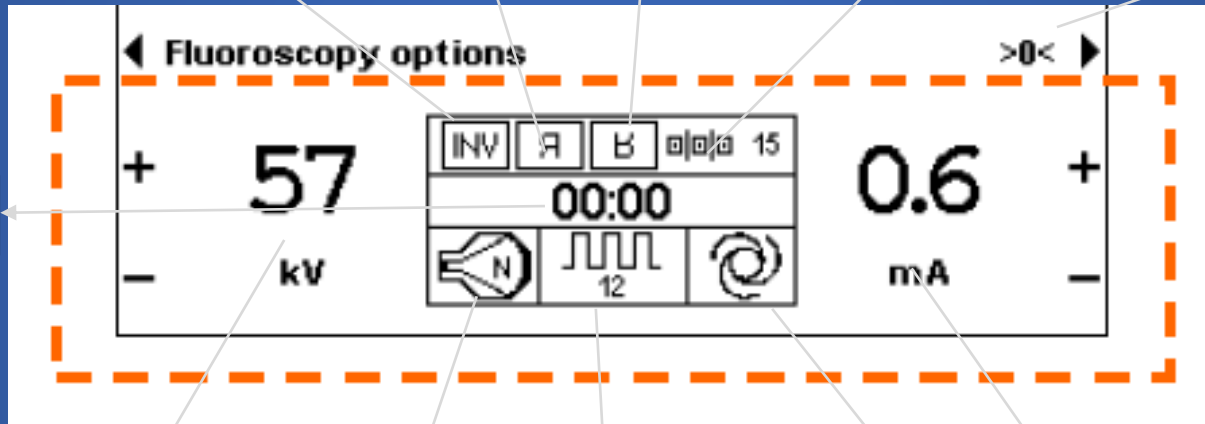 Fluoroscopy options >0<
INV Я ᖉ 15
+ 57 00:00 0.6 +
N
12
- kV mA -